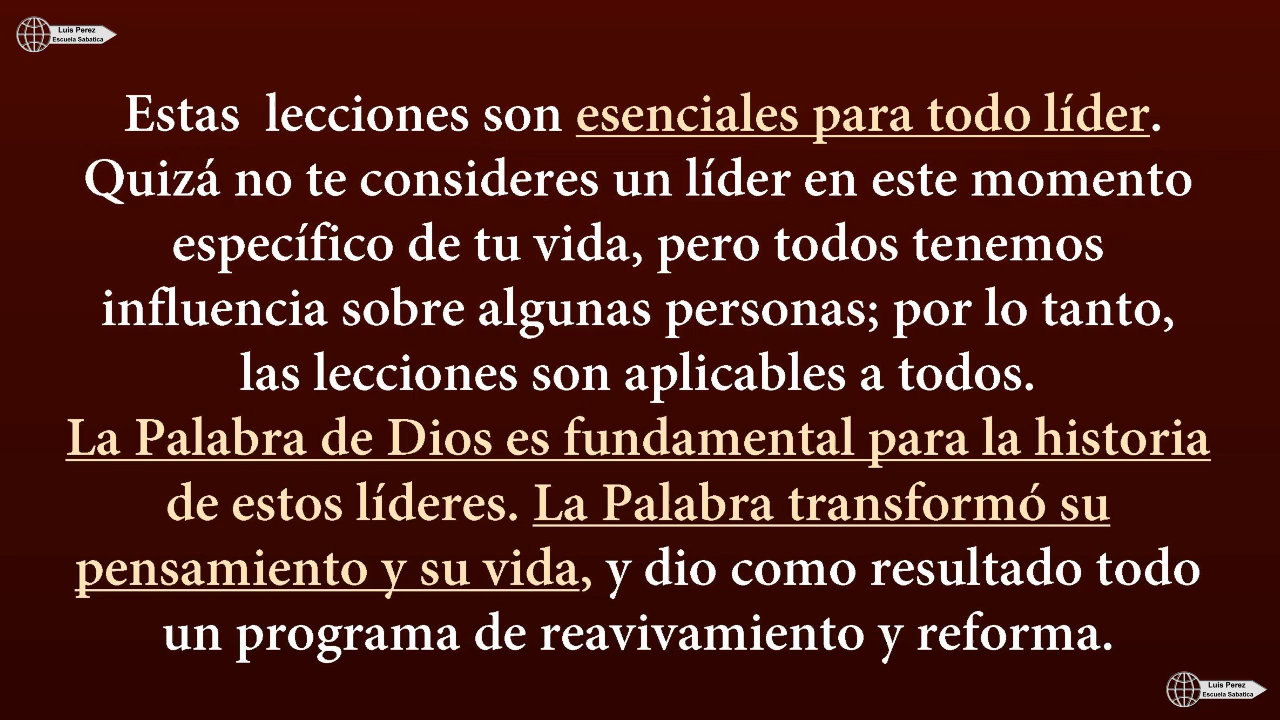 Luis Perez
Escuela Sabatica
Estas lecciones son esenciales para todo líder.
Quizá no te consideres un líder en este momento
específico de tu vida, pero todos tenemos
influencia sobre algunas personas; por lo tanto,
las lecciones son aplicables a todos.
La Palabra de Dios es fundamental para la historia
de estos líderes. La Palabra transformó su
pensamiento y su vida, y dio como resultado todo
un programa de reavivamiento y reforma.
Luis Perez
Escuela Sabatica